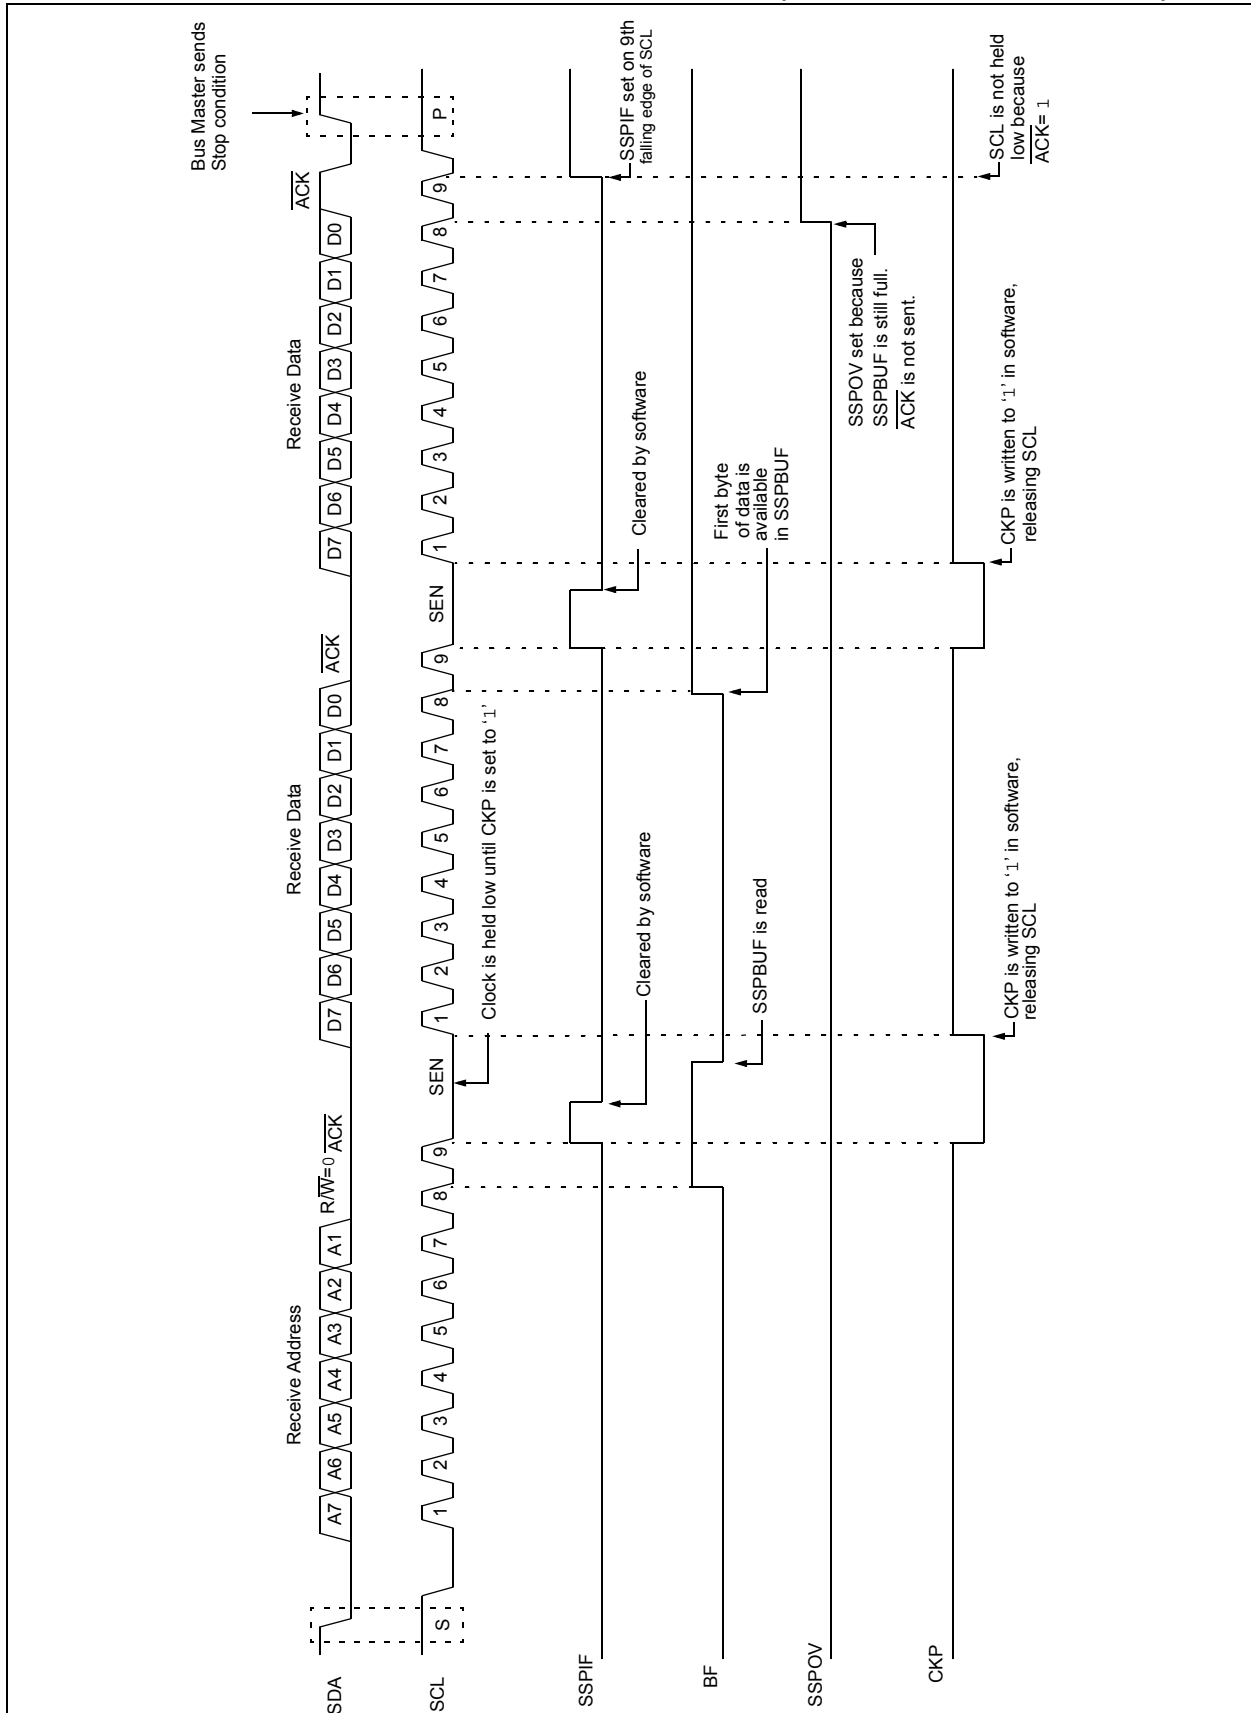 Bus Master sends
Stop condition
Receive Address
Receive Data
Receive Data
SDA
A7 A6 A5 A4 A3 A2 A1 R/W=0 ACK D7 D6 D5 D4 D3 D2 D1 D0 ACK D7 D6 D5 D4 D3 D2 D1 D0 ACK
SCL
S 1 2 3 4 5 6 7 8 9 SEN 1 2 3 4 5 6 7 8 9 SEN 1 2 3 4 5 6 7 8 9 P
Clock is held low until CKP is set to ‘1’
SSPIF
Cleared by software
Cleared by software
SSPIF set on 9th
falling edge of SCL
BF
SSPBUF is read
First byte
of data is
available
in SSPBUF
SSPOV
SSPOV set because
SSPBUF is still full.
ACK is not sent.
CKP
CKP is written to ‘1’ in software,
releasing SCL
CKP is written to ‘1’ in software,
releasing SCL
SCL is not held
low because
ACK= 1